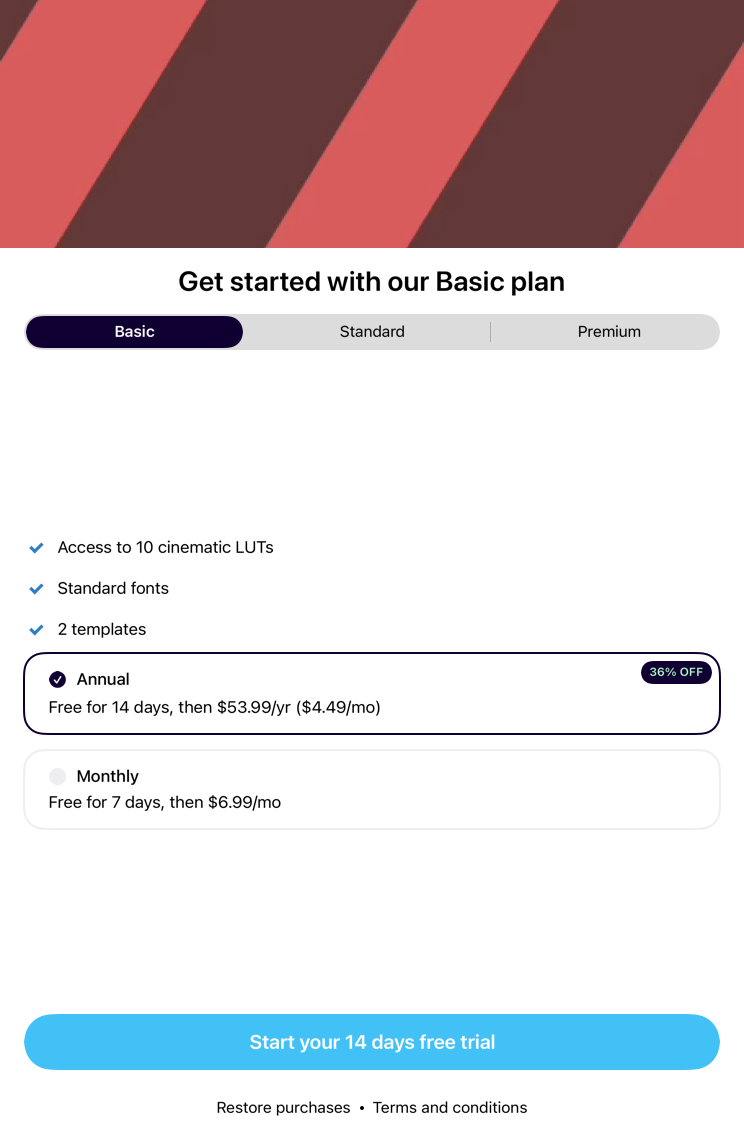 Get started with our Basic plan
Basic
Standard
Premium
Access to 10 cinematic LUTs
Standard fonts
2 templates
Annual
36% OFF
Free for 14 days, then $53.99/yr ($4.49/mo)
Monthly
Free for 7 days, then $6.99/mo
Start your 14 days free trial
Restore purchases • Terms and conditions